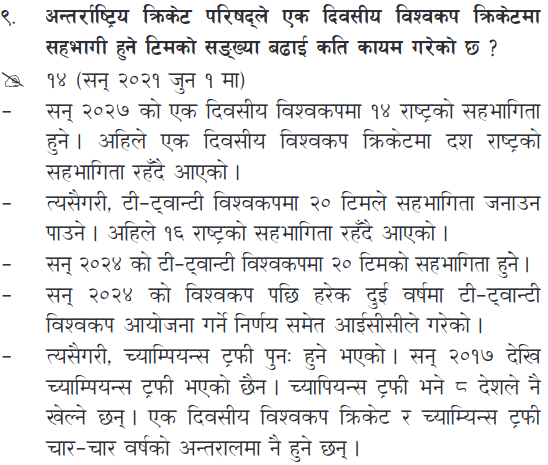 ९. अन्तर्राष्ट्रिय क्रिकेट परिषद्ले एक दिवसीय विश्वकप क्रिकेटमा
सहभागी हुने टिमको सङ्ख्या बढाई कति कायम गरेको छ ?
१४ (सन् २०२१ जुन १ मा)
– सन् २०२७ को एक दिवसीय विश्वकपमा १४ राष्ट्रको सहभागिता
हुने । अहिले एक दिवसीय विश्वकप क्रिकेटमा दश राष्ट्रको
सहभागिता रहँदै आएको ।
– त्यसैगरी, टी-ट्वान्टी विश्वकपमा २० टिमले सहभागिता जनाउन
पाउने । अहिले १६ राष्ट्रको सहभागिता रहँदै आएको ।
– सन् २०२४ को टी-ट्वान्टी विश्वकपमा २० टिमको सहभागिता हुने ।
– सन् २०२४ को विश्वकप पछि हरेक दुई वर्षमा टी-ट्वान्टी
विश्वकप आयोजना गर्ने निर्णय समेत आईसीसीले गरेको ।
– त्यसैगरी, च्याम्पियन्स ट्रफी पुनः हुने भएको । सन् २०१७ देखि
च्याम्पियन्स ट्रफी भएको छैन । च्यापियन्स ट्रफी भने ८ देशले नै
खेल्ने छन् । एक दिवसीय विश्वकप क्रिकेट र च्याम्यिन्स ट्रफी
चार-चार वर्षको अन्तरालमा नै हुने छन् ।